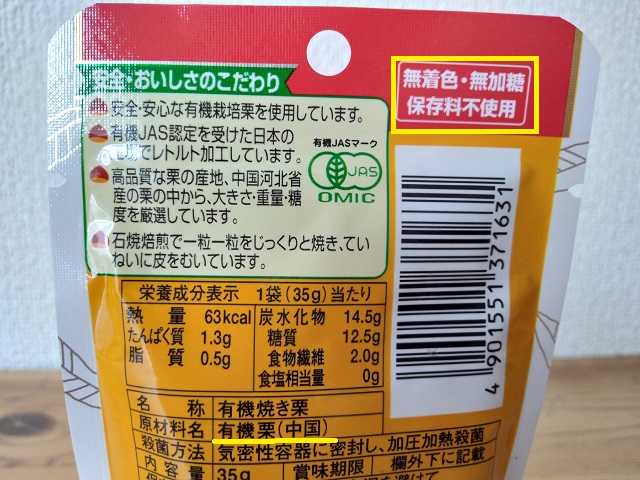 安全・おいしさのこだわり
安全・安心な有機栽培栗を使用しています。
有機JAS認定を受けた日本の
工場でレトルト加工しています。
高品質な栗の産地、中国河北省
産の栗の中から、大きさ・重量・糖
度を厳選しています。
石焼焙煎で一粒一粒をじっくりと焼き、てい
ねいに皮をむいています。
有機JASマーク
JAS
OMIC
無着色・無加糖
保存料不使用
4 901551 371631
栄養成分表示 1袋(35g)当たり
熱量 63kcal 炭水化物 14.5g
たんぱく質 1.3g 糖質 12.5g
脂質 0.5g 食物繊維 2.0g
食塩相当量 0g
名称 有機焼き栗
原材料名 有機栗(中国)
殺菌方法 気密性容器に密封し、加圧加熱殺菌
内容量 35g 賞味期限 欄外下に記載